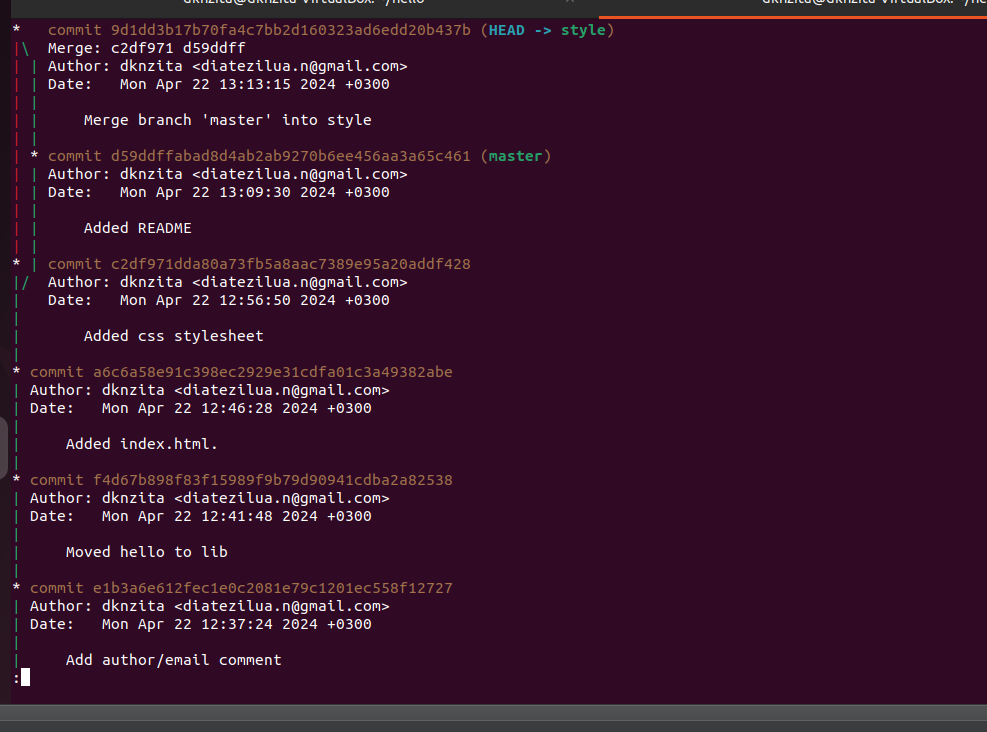 dknzita@dknzita-VirtualBox: ~/hello
dknzita@dknzita-VirtualBox: ~/he
* commit 9d1dd3b17b70fa4c7bb2d160323ad6edd20b437b (HEAD -> style)
|\ Merge: c2df971 d59ddff
| | Author: dknzita <diatezilua.n@gmail.com>
| | Date: Mon Apr 22 13:13:15 2024 +0300
| |
| | Merge branch 'master' into style
| |
| * commit d59ddffabad8d4ab2ab9270b6ee456aa3a65c461 (master)
| | Author: dknzita <diatezilua.n@gmail.com>
| | Date: Mon Apr 22 13:09:30 2024 +0300
| |
| | Added README
| |
* | commit c2df971dda80a73fb5a8aac7389e95a20addf428
|/ Author: dknzita <diatezilua.n@gmail.com>
| Date: Mon Apr 22 12:56:50 2024 +0300
|
| Added css stylesheet
|
* commit a6c6a58e91c398ec2929e31cdfa01c3a49382abe
| Author: dknzita <diatezilua.n@gmail.com>
| Date: Mon Apr 22 12:46:28 2024 +0300
|
| Added index.html.
|
* commit f4d67b898f83f15989f9b79d90941cdba2a82538
| Author: dknzita <diatezilua.n@gmail.com>
| Date: Mon Apr 22 12:41:48 2024 +0300
|
| Moved hello to lib
|
* commit e1b3a6e612fec1e0c2081e79c1201ec558f12727
| Author: dknzita <diatezilua.n@gmail.com>
| Date: Mon Apr 22 12:37:24 2024 +0300
|
| Add author/email comment
: